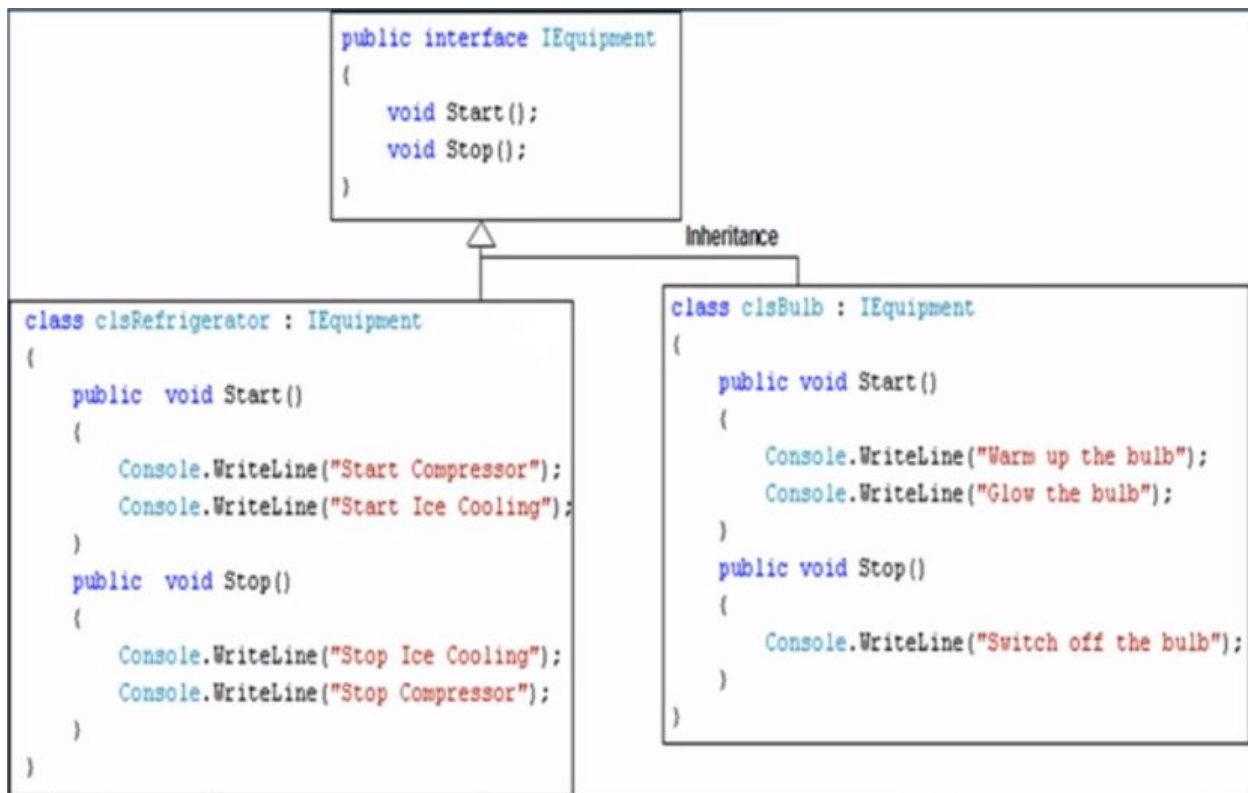 public interface IEquipment
{
void Start();
void Stop();
}
Inheritance
class clsRefrigerator : IEquipment
{
public void Start()
{
Console.WriteLine("Start Compressor");
Console.WriteLine("Start Ice Cooling");
}
public void Stop()
{
Console.WriteLine("Stop Ice Cooling");
Console.WriteLine("Stop Compressor");
}
}
class clsBulb : IEquipment
{
public void Start()
{
Console.WriteLine("Warm up the bulb");
Console.WriteLine("Glow the bulb");
}
public void Stop()
{
Console.WriteLine("Switch off the bulb");
}
}